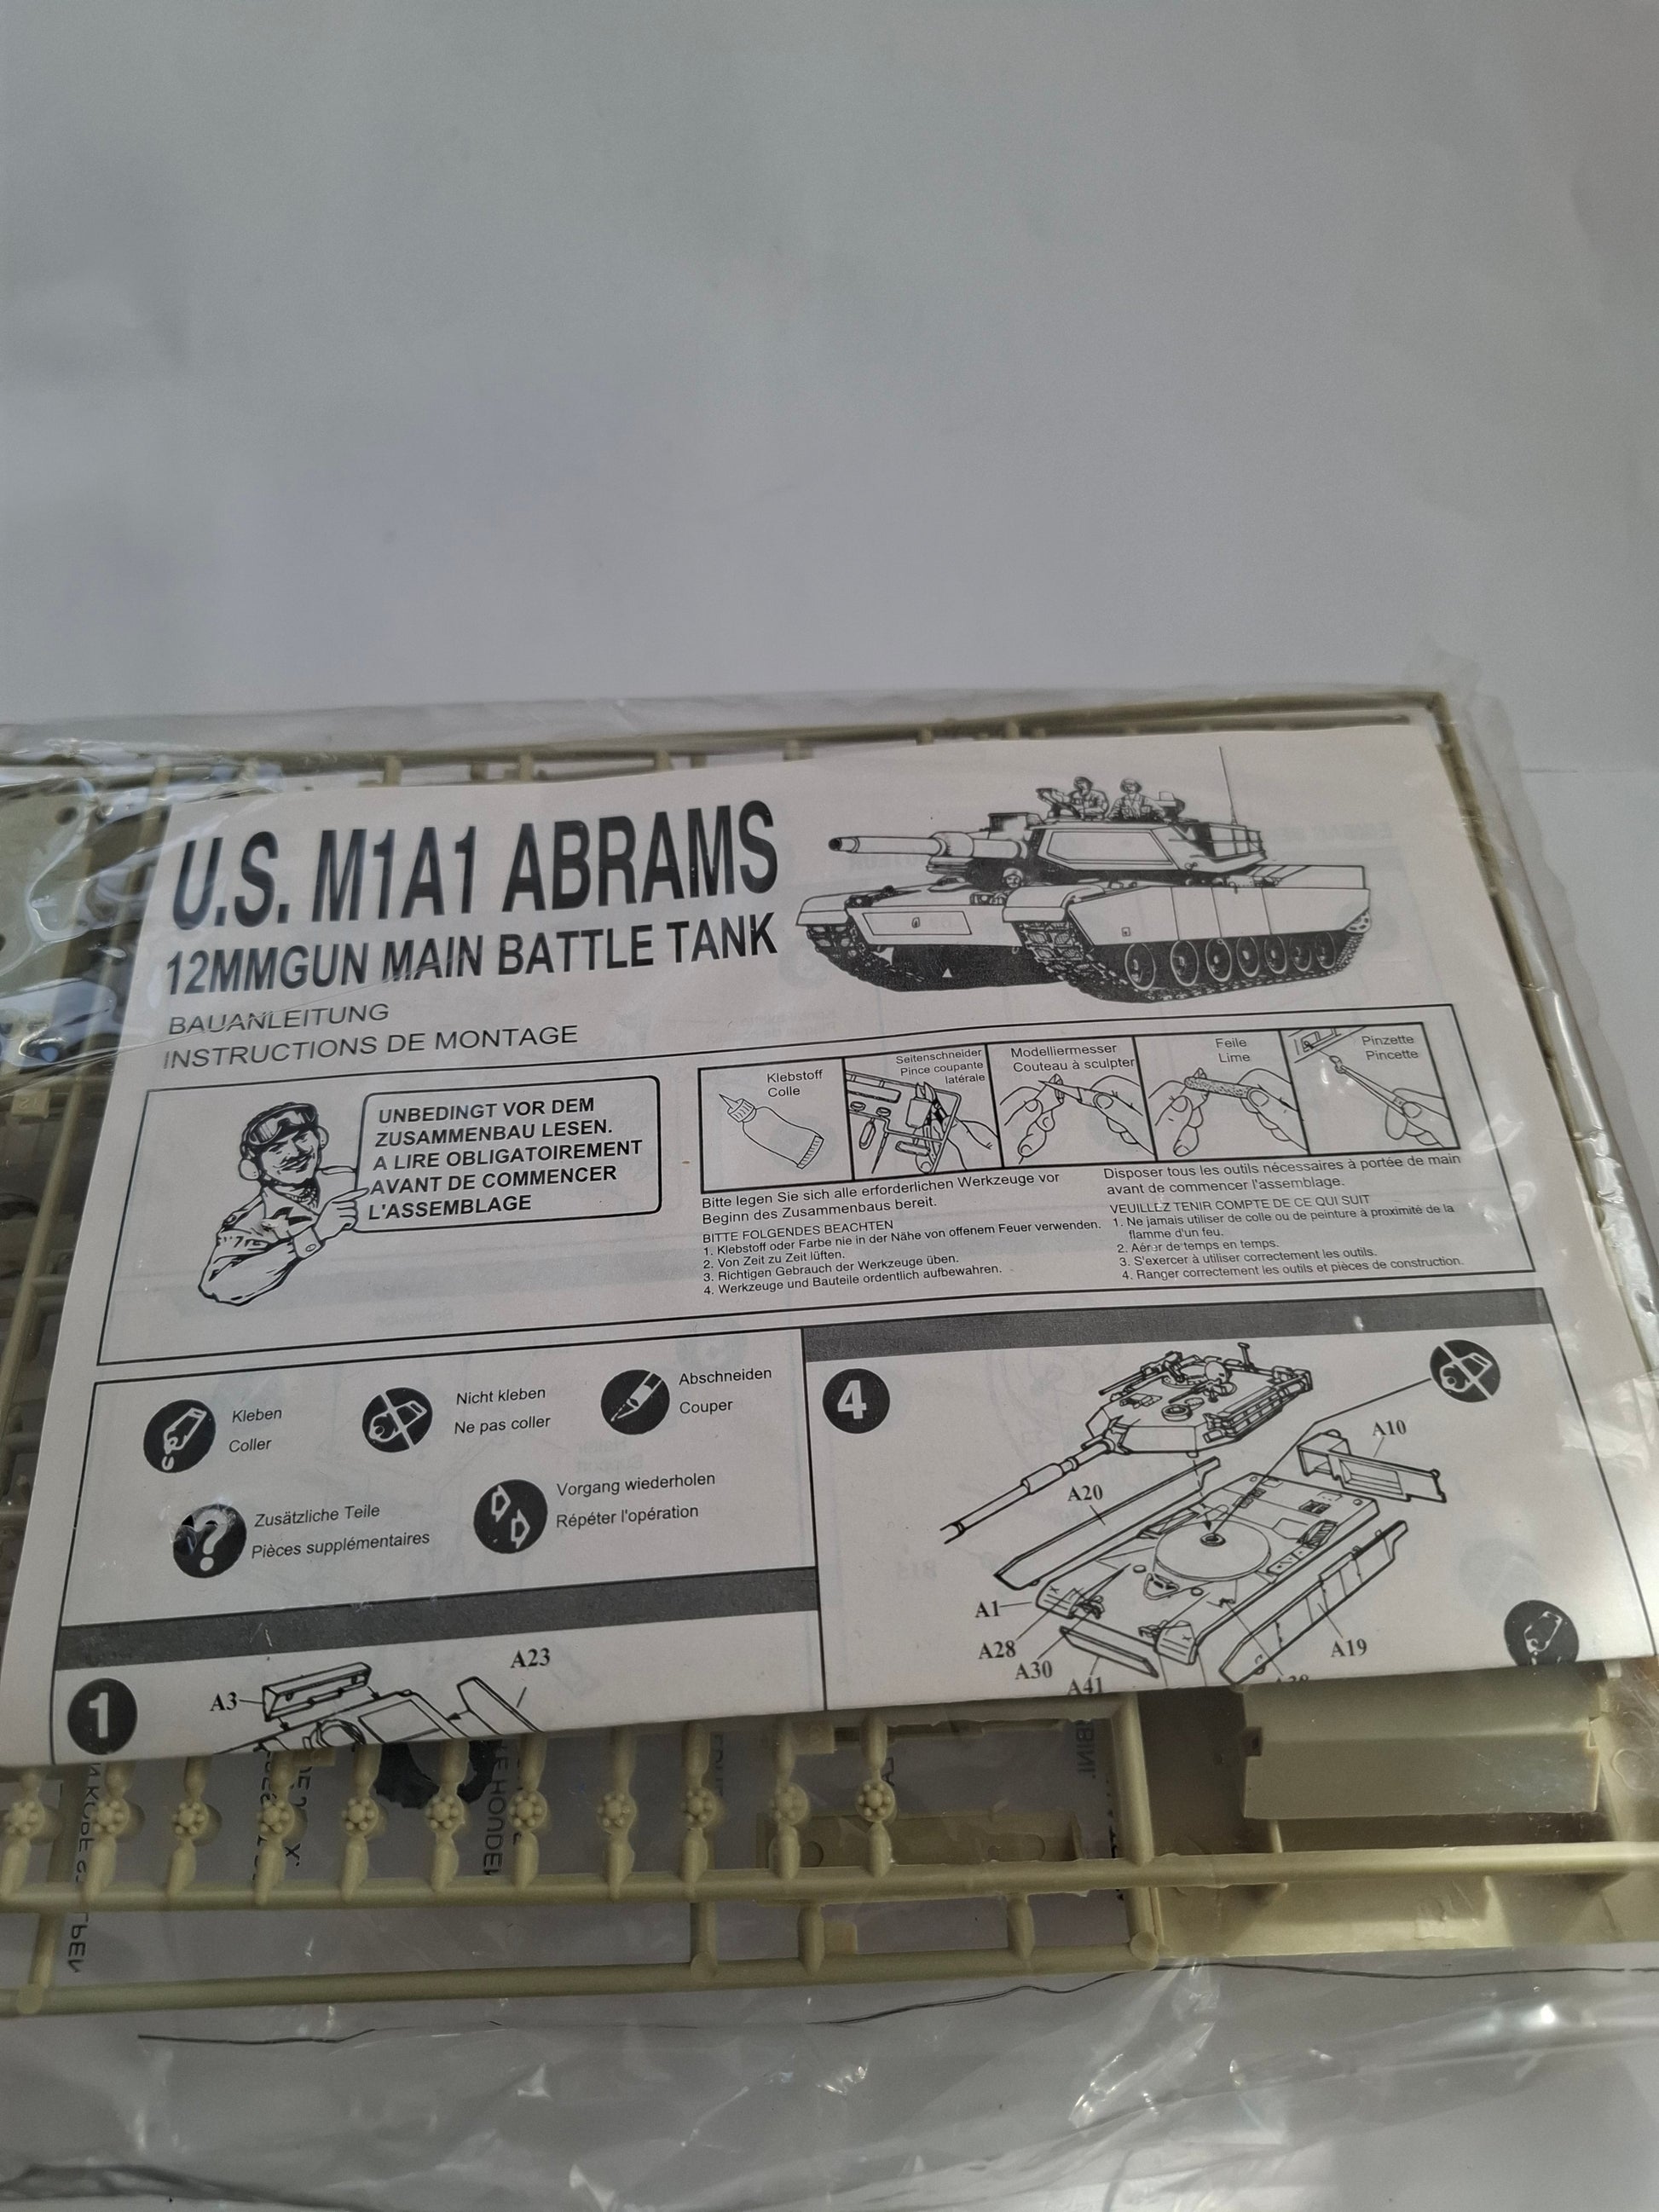 U.S. M1A1 ABRAMS
12MMGUN MAIN BATTLE TANK
BAUANLEITUNG
INSTRUCTIONS DE MONTAGE
UNBEDINGT VOR DEM
ZUSAMMENBAU LESEN.
A LIRE OBLIGATOIREMENT
AVANT DE COMMENCER
L'ASSEMBLAGE
Klebstoff
Colle
Seitenschneider
Pince coupante
latérale
Modelliermesser
Couteau à sculpter
Feile
Lime
Pinzette
Pincette
Bitte legen Sie sich alle erforderlichen Werkzeuge vor
Beginn des Zusammenbaus bereit.
BITTE FOLGENDES BEACHTEN
1. Klebstoff oder Farbe nie in der Nähe von offenem Feuer verwenden.
2. Von Zeit zu Zeit lüften.
3. Richtigen Gebrauch der Werkzeuge üben.
4. Werkzeuge und Bauteile ordentlich aufbewahren.
Disposer tous les outils nécessaires à portée de main
avant de commencer l'assemblage.
VEUILLEZ TENIR COMPTE DE CE QUI SUIT
1. Ne jamais utiliser de colle ou de peinture à proximité de la
flamme d'un feu.
2. Aérer de temps en temps.
3. S'exercer à utiliser correctement les outils.
4. Ranger correctement les outils et pièces de construction.
Kleben
Coller
Nicht kleben
Ne pas coller
Abschneiden
Couper
?
Zusätzliche Teile
Pièces supplémentaires
Vorgang wiederholen
Répéter l'opération
1
A3
A23
4
A10
A20
A1
A28
A30
A41
A19